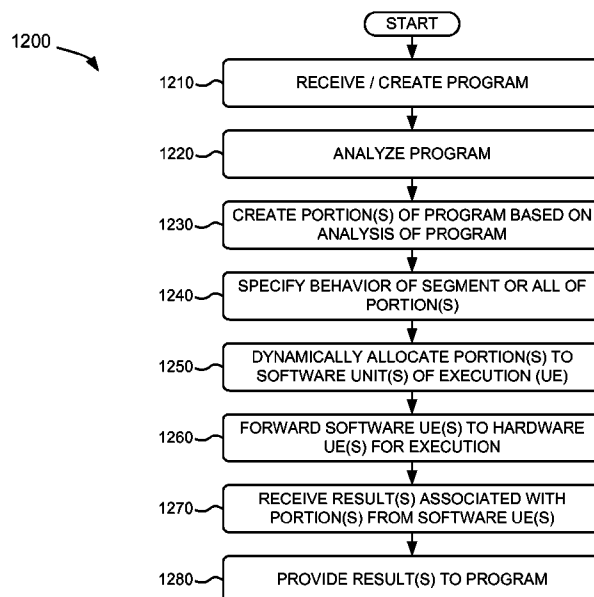 START
1200
1210
RECEIVE / CREATE PROGRAM
1220
ANALYZE PROGRAM
1230
CREATE PORTION(S) OF PROGRAM BASED ON
ANALYSIS OF PROGRAM
1240
SPECIFY BEHAVIOR OF SEGMENT OR ALL OF
PORTION(S)
1250
DYNAMICALLY ALLOCATE PORTION(S) TO
SOFTWARE UNIT(S) OF EXECUTION (UE)
1260
FORWARD SOFTWARE UE(S) TO HARDWARE
UE(S) FOR EXECUTION
1270
RECEIVE RESULT(S) ASSOCIATED WITH
PORTION(S) FROM SOFTWARE UE(S)
1280
PROVIDE RESULT(S) TO PROGRAM